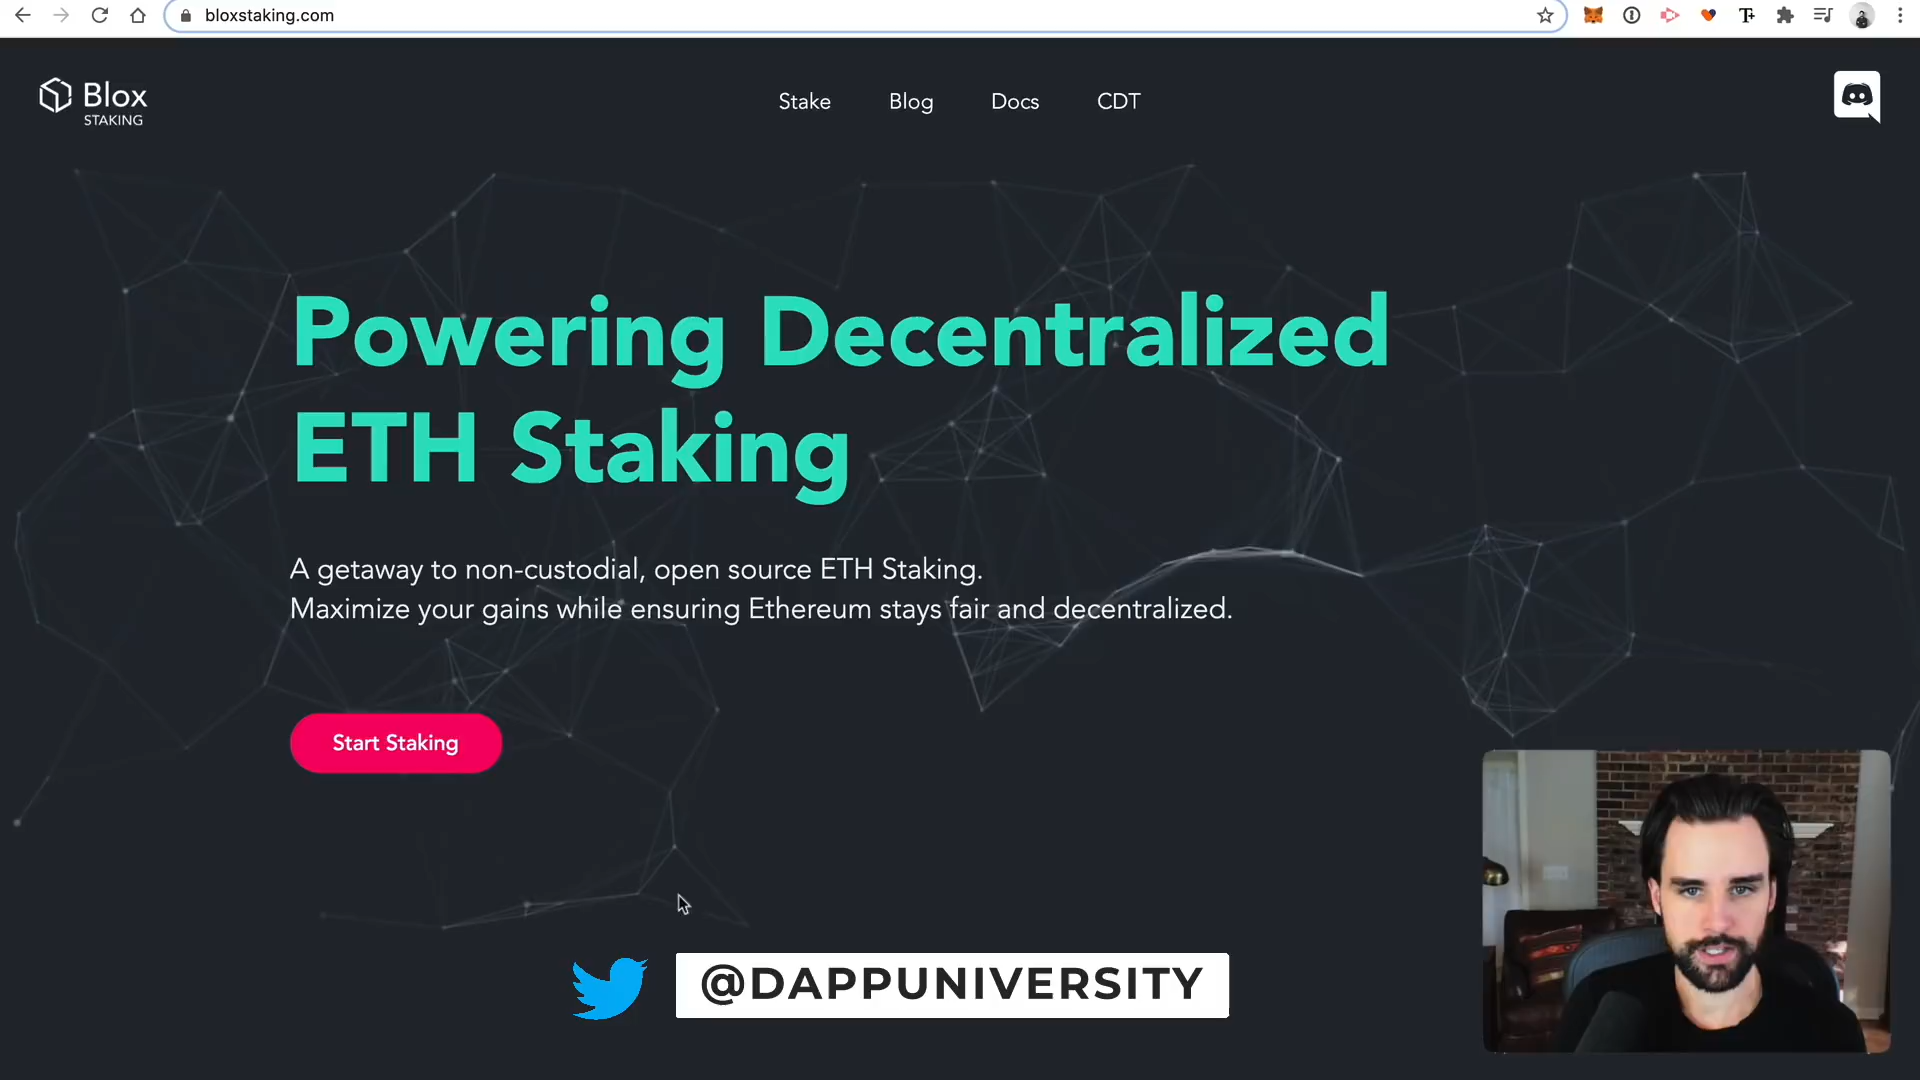 bloxstaking.com
Blox
STAKING
Stake Blog Docs CDT
Powering Decentralized
ETH Staking
A getaway to non-custodial, open source ETH Staking.
Maximize your gains while ensuring Ethereum stays fair and decentralized.
Start Staking
@DAPPUNIVERSITY